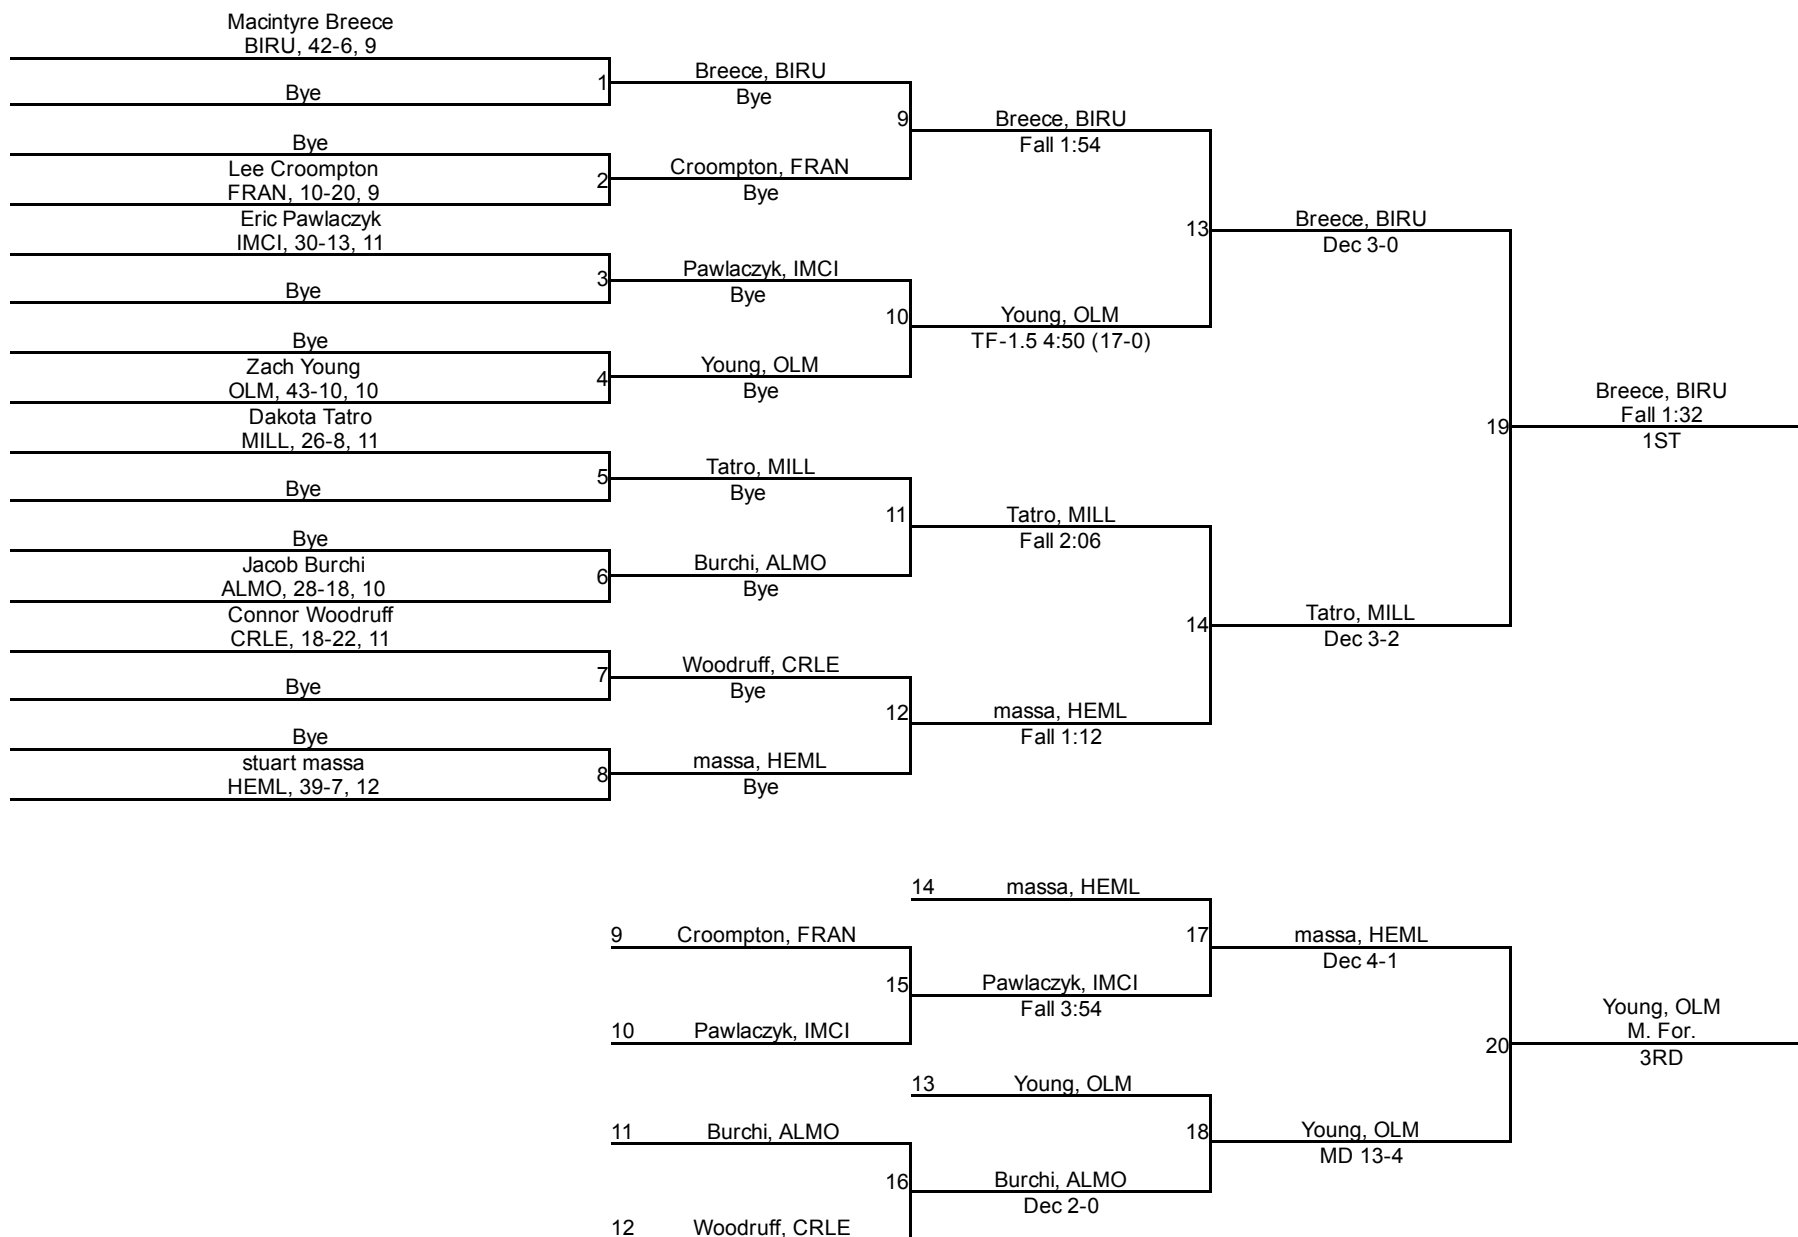 Macintyre Breece
BIRU, 42-6, 9
Bye
1
Bye
Lee Croompton
FRAN, 10-20, 9
2
Eric Pawlaczyk
IMCI, 30-13, 11
Bye
3
Bye
Zach Young
OLM, 43-10, 10
4
Dakota Tatro
MILL, 26-8, 11
Bye
5
Bye
Jacob Burchi
ALMO, 28-18, 10
6
Connor Woodruff
CRLE, 18-22, 11
Bye
7
Bye
stuart massa
HEML, 39-7, 12
8
Breece, BIRU
Bye
9
Croompton, FRAN
Bye
Pawlaczyk, IMCI
Bye
10
Young, OLM
Bye
Tatro, MILL
Bye
11
Burchi, ALMO
Bye
Woodruff, CRLE
Bye
12
massa, HEML
Bye
Breece, BIRU
Fall 1:54
13
Young, OLM
TF-1.5 4:50 (17-0)
Tatro, MILL
Fall 2:06
14
massa, HEML
Fall 1:12
Breece, BIRU
Dec 3-0
19
Tatro, MILL
Dec 3-2
Breece, BIRU
Fall 1:32
1ST
14 massa, HEML
9 Croompton, FRAN
15
10 Pawlaczyk, IMCI
Pawlaczyk, IMCI
Fall 3:54
17
massa, HEML
Dec 4-1
13 Young, OLM
11 Burchi, ALMO
16
12 Woodruff, CRLE
Burchi, ALMO
Dec 2-0
18
Young, OLM
MD 13-4
20
Young, OLM
M. For.
3RD